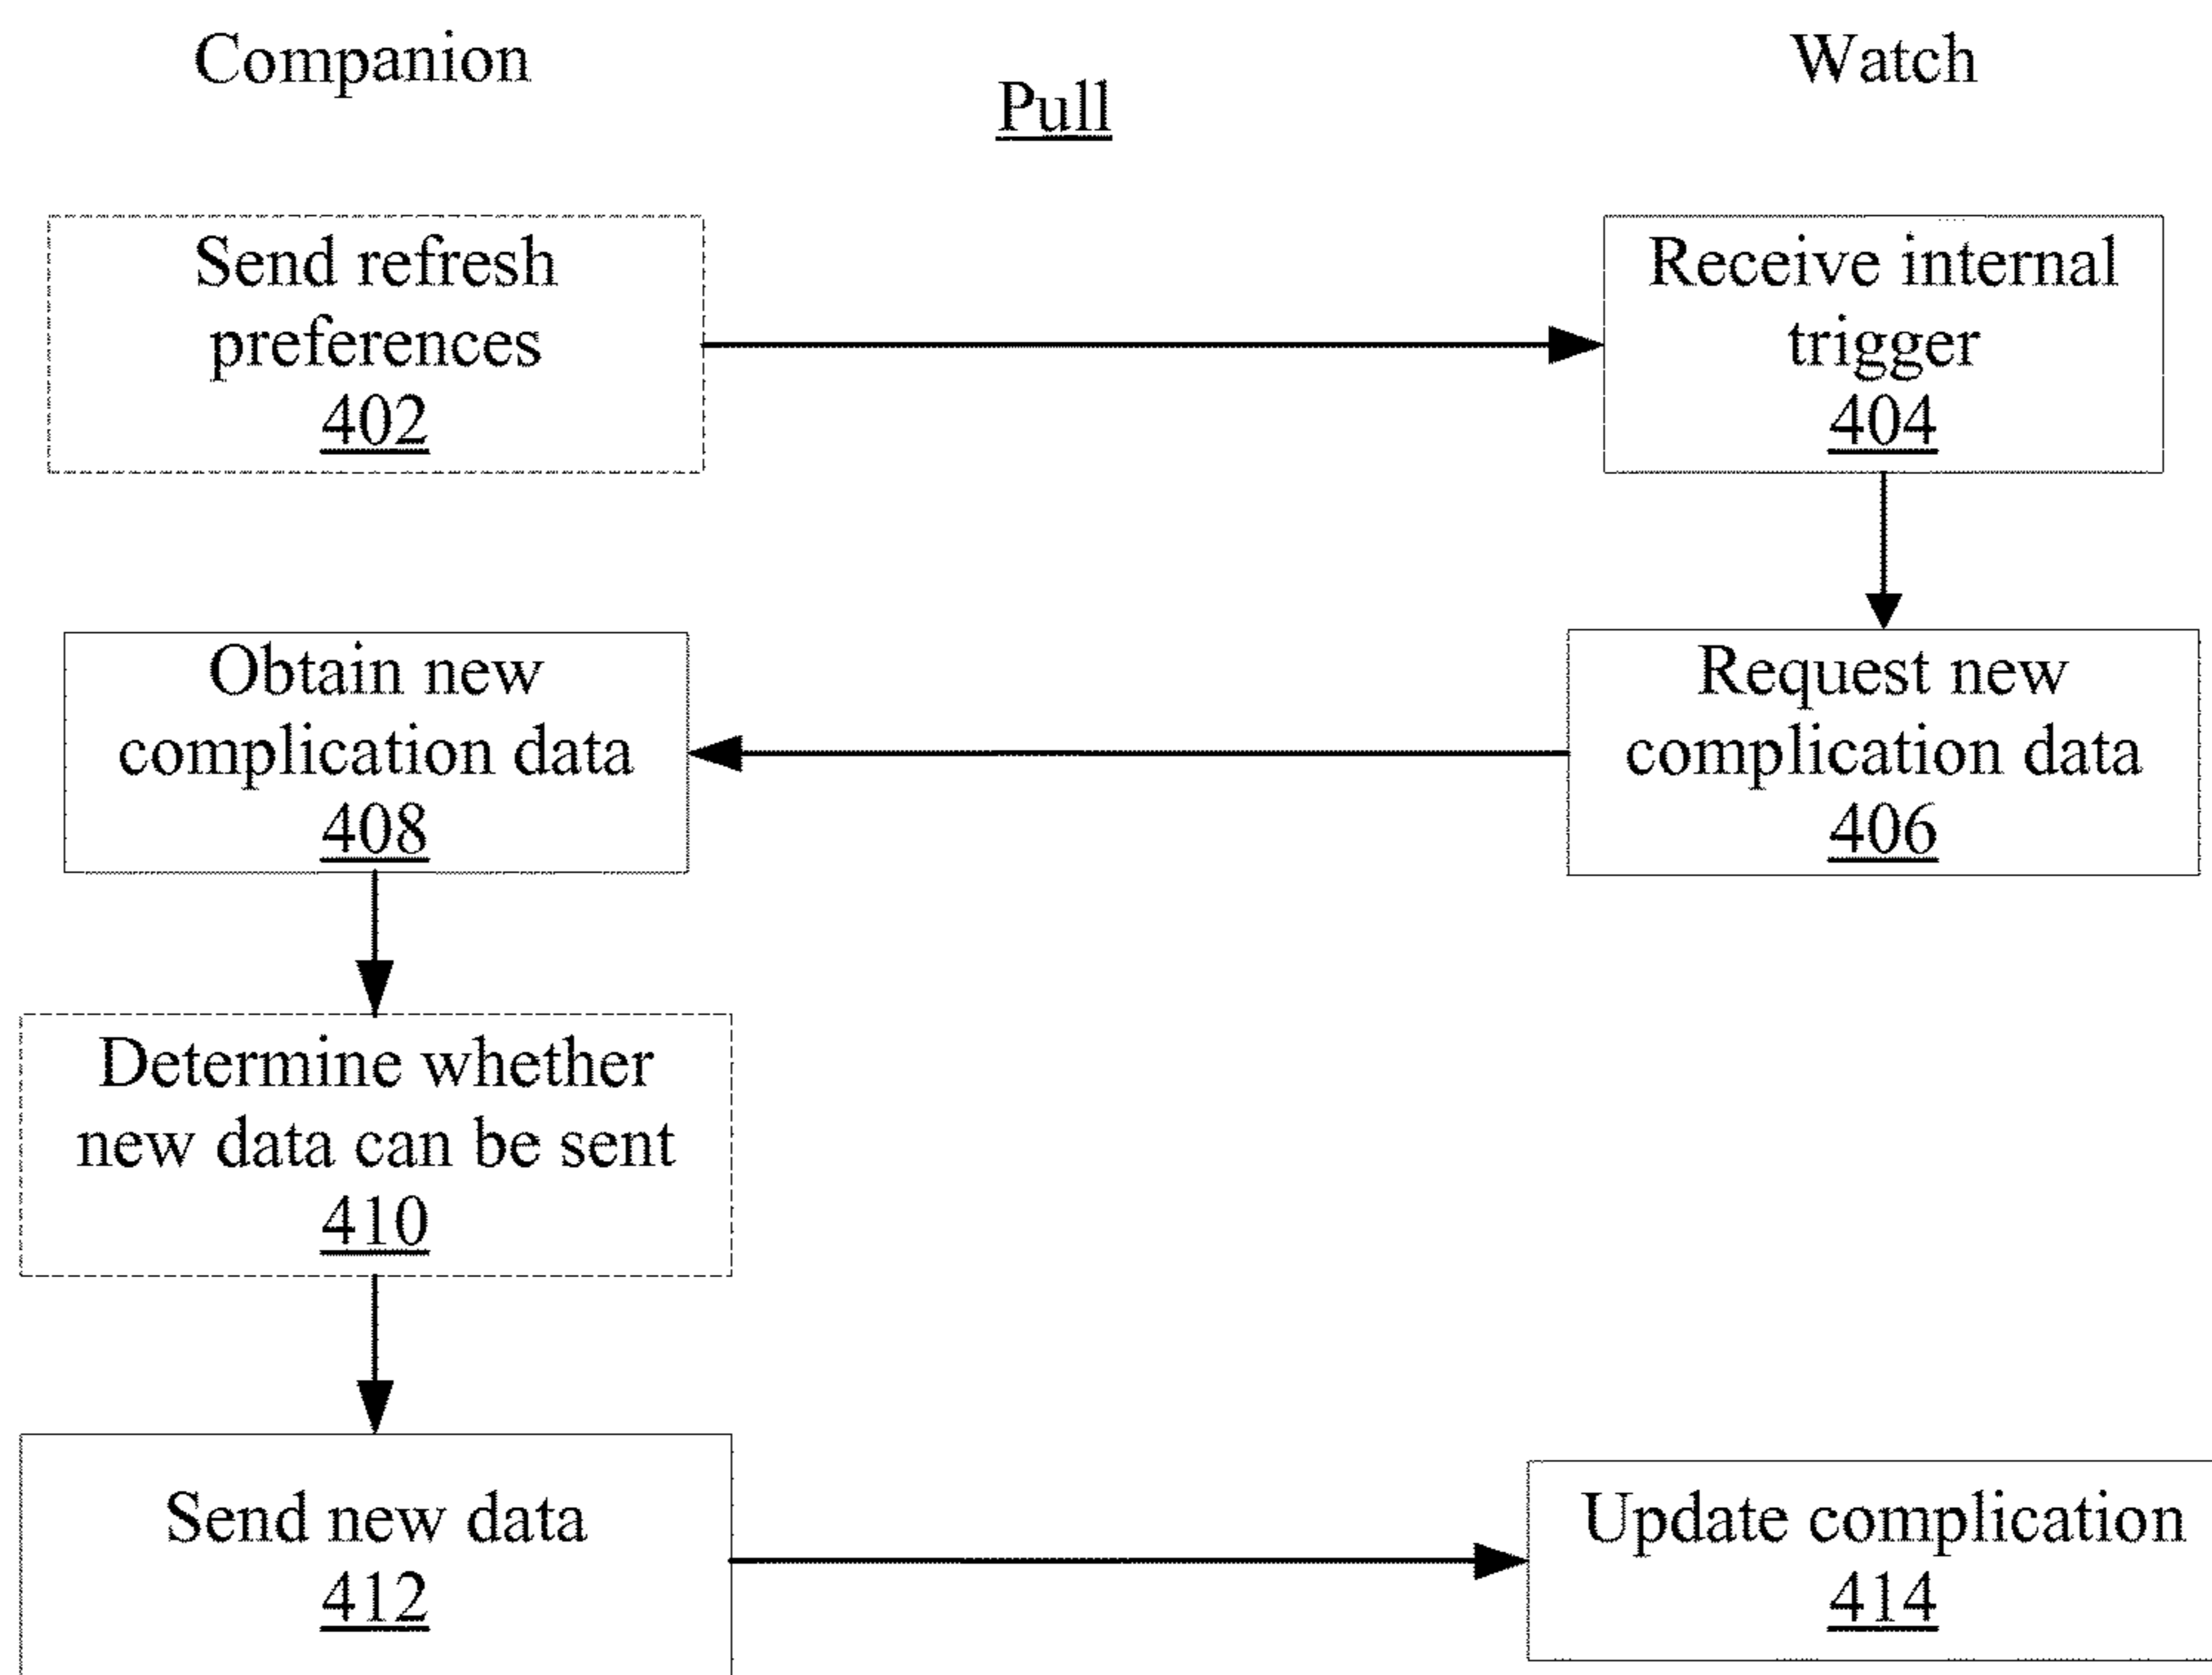 Companion
Pull
Watch
Send refresh
preferences
402
Receive internal
trigger
404
Obtain new
complication data
408
Request new
complication data
406
Determine whether
new data can be sent
410
Send new data
412
Update complication
414